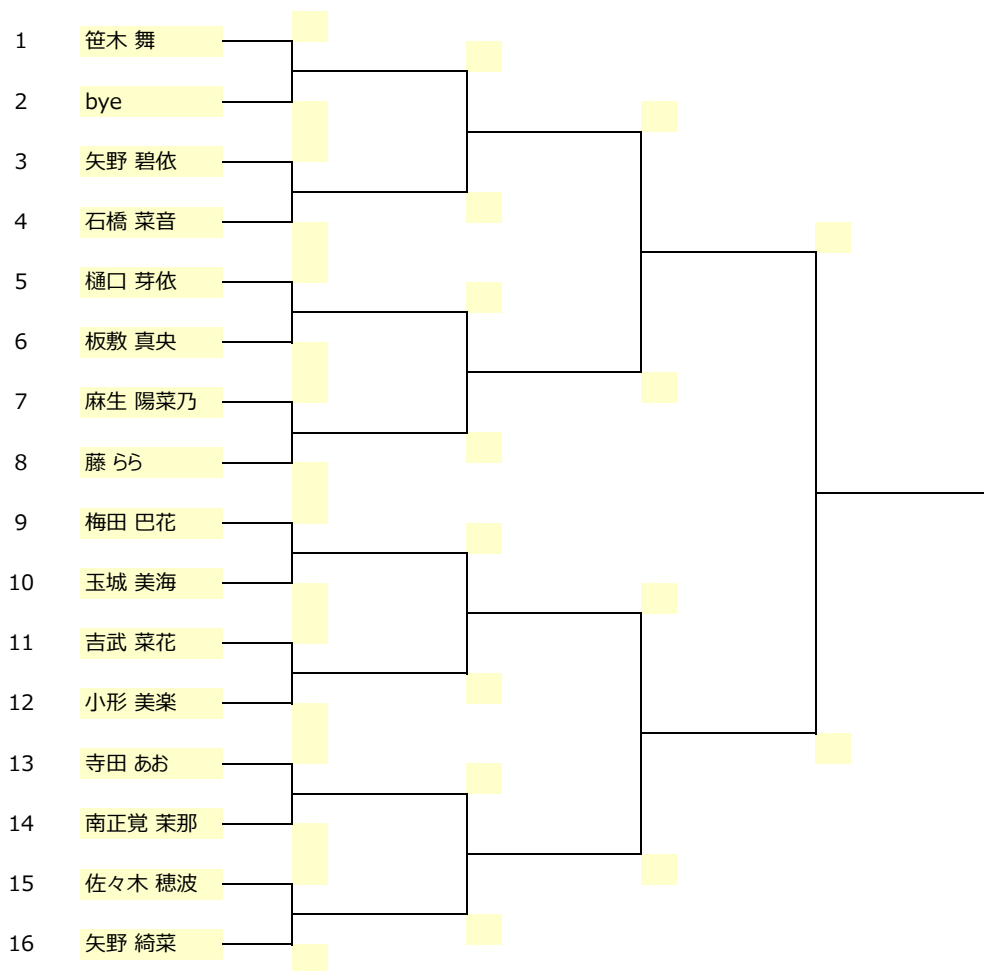 1 笹木 舞
2 bye
3 矢野 碧依
4 石橋 菜音
5 樋口 芽依
6 板敷 真央
7 麻生 陽菜乃
8 藤 らら
9 梅田 巴花
10 玉城 美海
11 吉武 菜花
12 小形 美楽
13 寺田 あお
14 南正覚 茉那
15 佐々木 穂波
16 矢野 綺菜